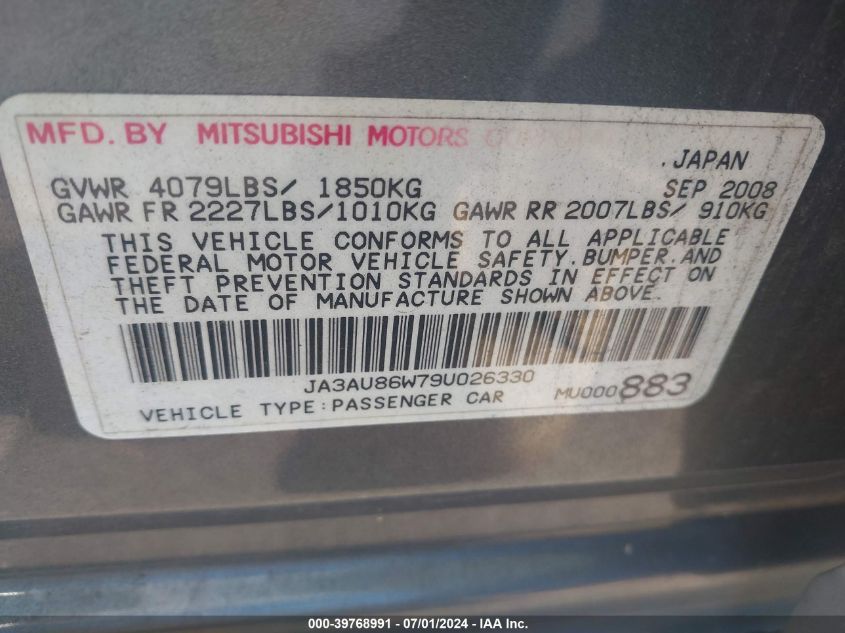 MFD. BY MITSUBISHI MOTORS
.JAPAN
GVWR 4079LBS/ 1850KG SEP 2008
GAWR FR 2227LBS/1010KG GAWR RR 2007LBS/ 910KG
THIS VEHICLE CONFORMS TO ALL APPLICABLE
FEDERAL MOTOR VEHICLE SAFETY.BUMPER.AND
THEFT PREVENTION STANDARDS IN EFFECT ON
THE DATE OF MANUFACTURE SHOWN ABOVE.
JA3AU86W79U026330
VEHICLE TYPE:PASSENGER CAR MU000883
000-39768991 - 07/01/2024 - IAA Inc.